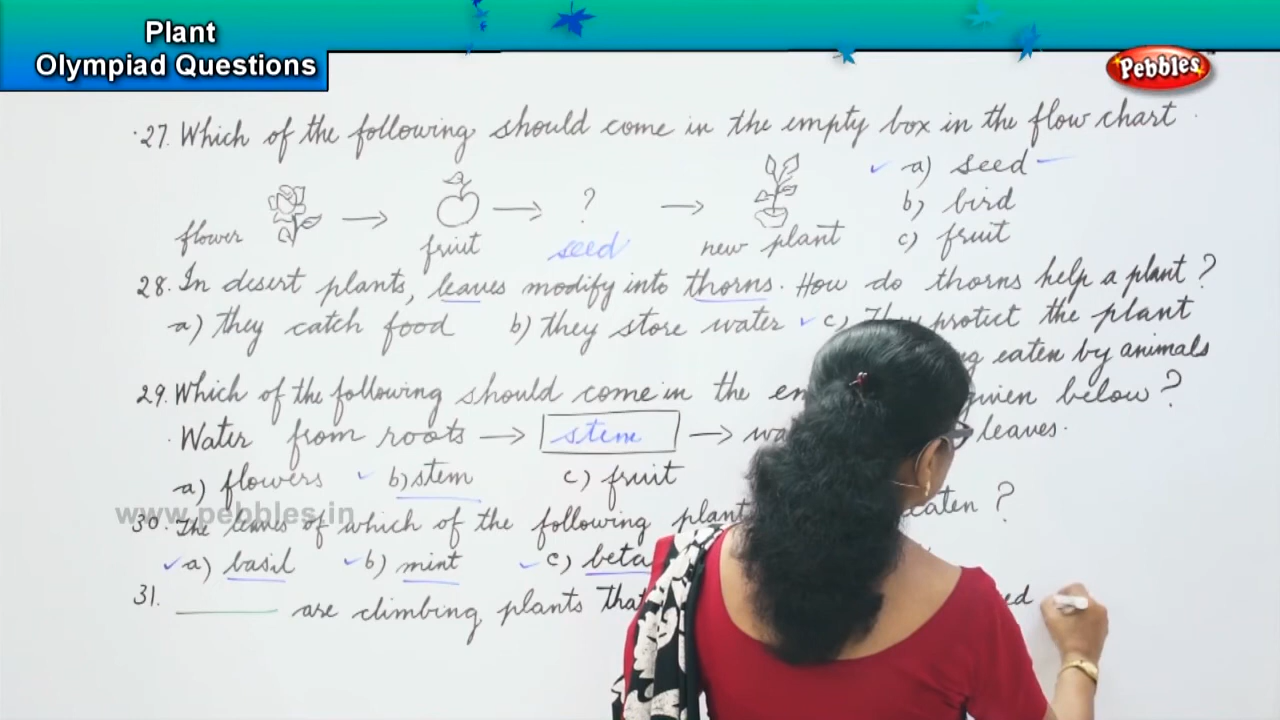 Plant
Olympiad Questions
Pebbles
27. Which of the following should come in the empty box in the flow chart
a) seed
?
b) bird
flower fruit seed new plant c) fruit
28. In desert plants, leaves modify into thorns. How do thorns help a plant?
a) they catch food b) they store water c) They protect the plant
eaten by animals
29. Which of the following should come in the given below?
Water from roots stem leaves.
a) flowers b) stem c) fruit
www.pebbles.in
30. The leaves of which of the following eaten?
a) basil b) mint c)
31. are climbing plants